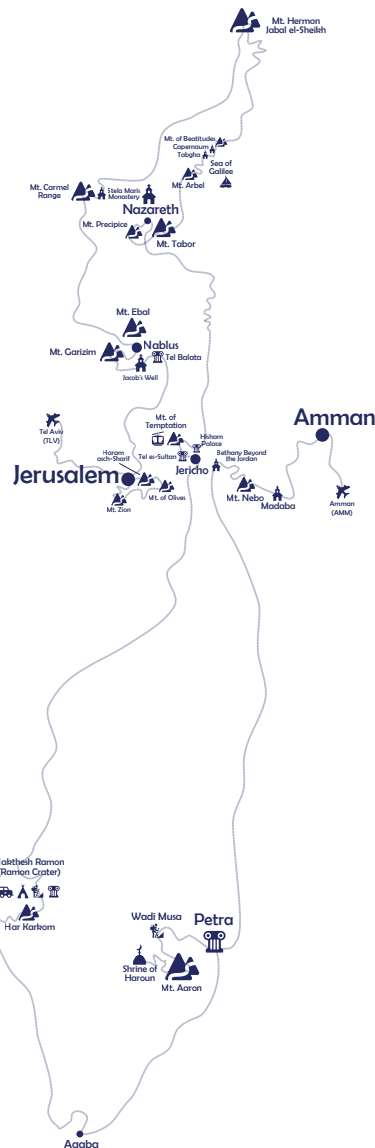 Mt. Hermon
Jabal el-Sheikh
Mt. of Beatitudes
Capernaum
Tabgha
Sea of
Galilee
Mt. Arbel
Mt. Carmel
Range
Stela Maris
Monastery
Nazareth
Mt. Precipice
Mt. Tabor
Mt. Ebal
Nablus
Mt. Garizim
Tel Balata
Jacob's Well
Mt. of
Temptation
Hisham
Palace
Tel Aviv
(TLV)
Amman
Haram
asch-Sharif
Tel es-Sultan
Bethany Beyond
the Jordan
Jerusalem
Jericho
Mt. of Olives
Mt. Nebo
Madaba
Mt. Zion
Amman
(AMM)
akthesh Ramon
(Ramon Crater)
Har Karkom
Wadi Musa
Petra
Shrine of
Haroun
Mt. Aaron
Aqaba